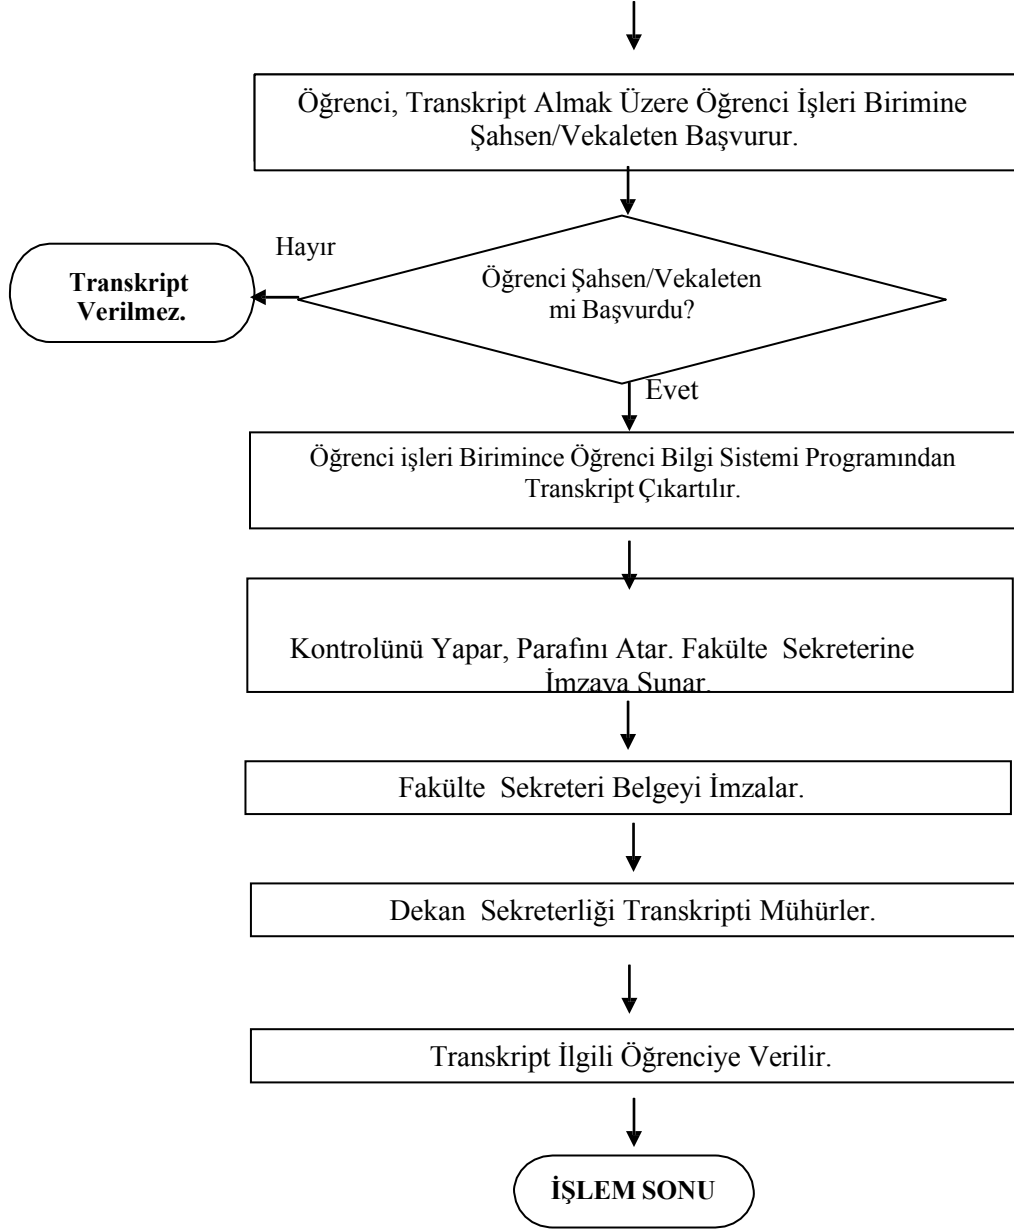 Öğrenci, Transkript Almak Üzere Öğrenci İşleri Birimine
Şahsen/Vekaleten Başvurur.
Hayır
Transkript
Verilmez.
Öğrenci Şahsen/Vekaleten
mi Başvurdu?
Evet
Öğrenci işleri Birimince Öğrenci Bilgi Sistemi Programından
Transkript Çıkartılır.
Kontrolünü Yapar, Parafını Atar. Fakülte Sekreterine
İmzaya Sunar.
Fakülte Sekreteri Belgeyi İmzalar.
Dekan Sekreterliği Transkripti Mühürler.
Transkript İlgili Öğrenciye Verilir.
İŞLEM SONU